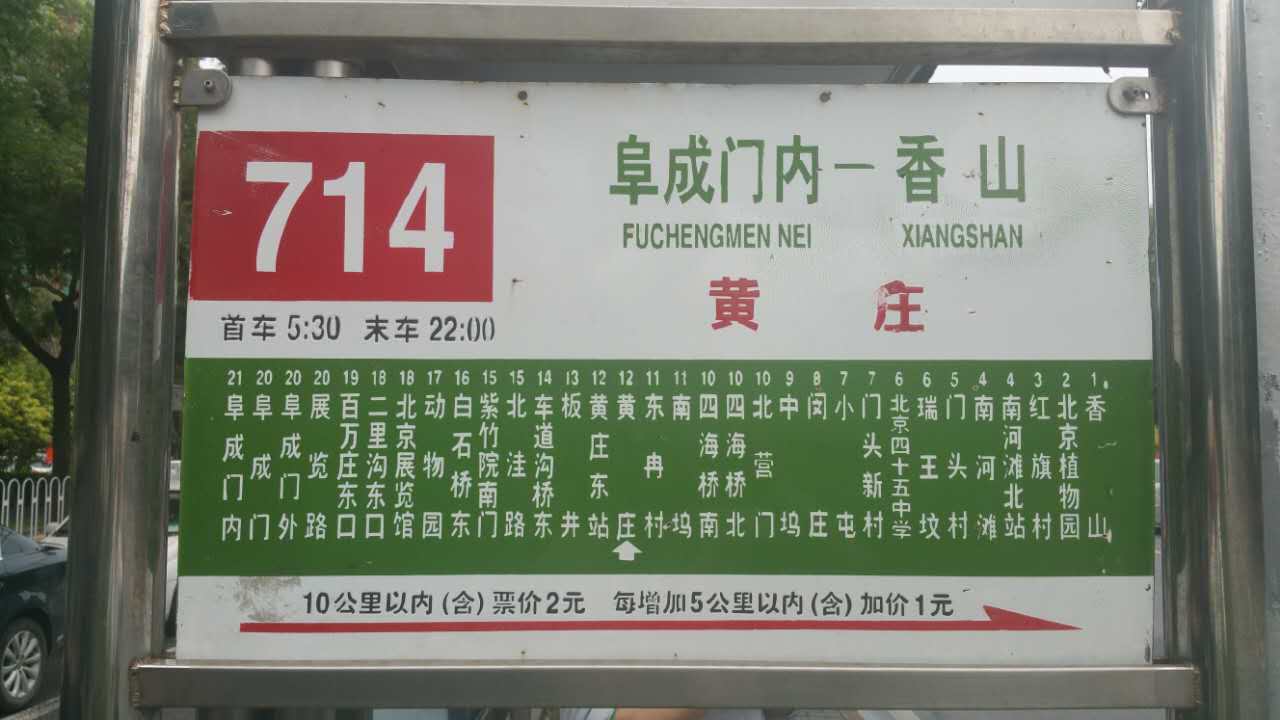 714
阜成门内—香山
FUCHENGMEN NEI XIANGSHAN
黄庄
首车 5:30 末车 22:00
21 阜成门内
20 阜成门
20 阜成门外
20 展览路
19 百万庄东口
18 二里沟东口
18 北京展览馆
17 动物园
16 白石桥东
15 紫竹院南门
15 北洼路
14 车道沟桥东
13 板井
12 黄庄东站
12 黄庄
11 东冉村
11 南坞
10 四海桥南
10 四海桥北
10 北营门
9 中坞
8 闵庄
7 小屯
7 门头新村
6 北京四十五中学
6 瑞王坟
5 门头村
4 南河滩
4 南河滩北站
3 红旗村
2 北京植物园
1 香山
10公里以内(含)票价2元 每增加5公里以内(含)加价1元